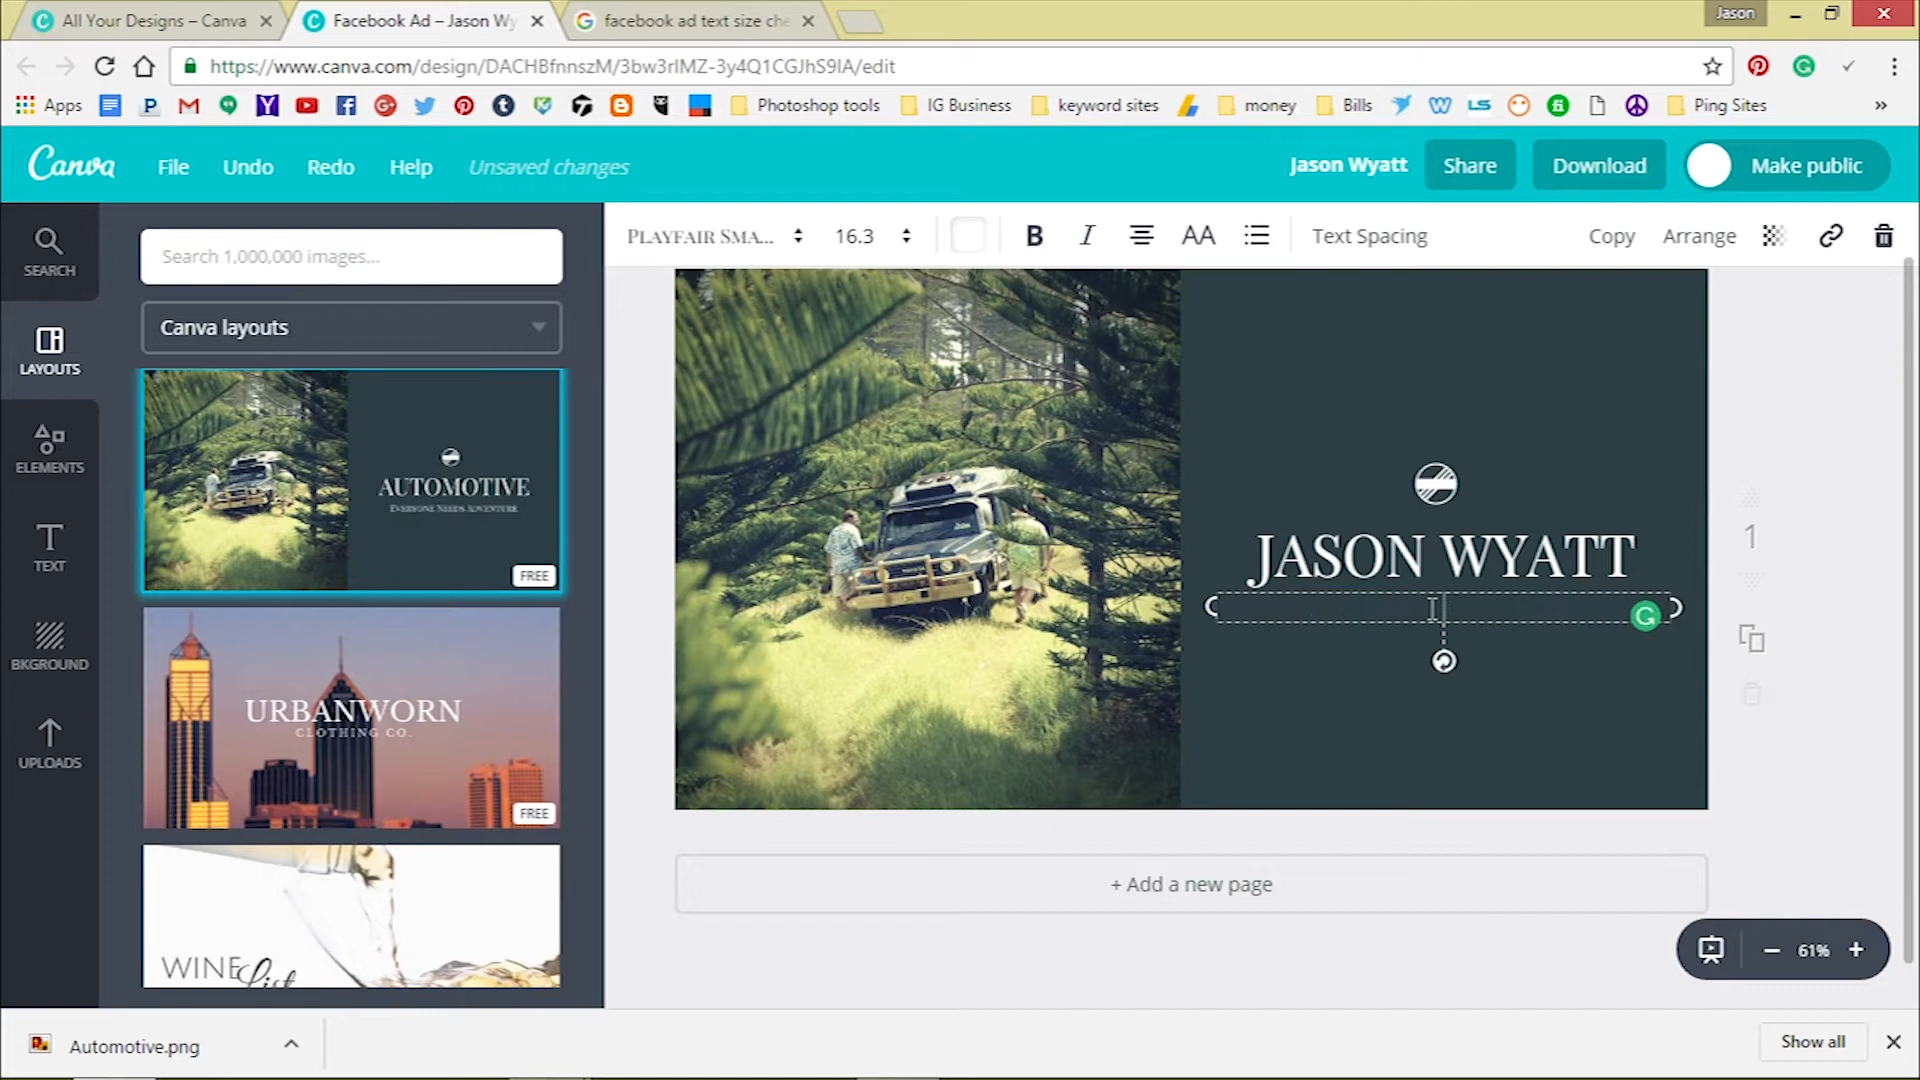 All Your Designs – Canva
Facebook Ad – Jason Wy
facebook ad text size che
Jason
https://www.canva.com/design/DACHBfnnszM/3bw3rIMZ-3y4Q1CGJhS9IA/edit
Apps
Photoshop tools
IG Business
keyword sites
money
Bills
Ping Sites
Canva
File
Undo
Redo
Help
Unsaved changes
Jason Wyatt
Share
Download
Make public
SEARCH
LAYOUTS
ELEMENTS
TEXT
BKGROUND
UPLOADS
Search 1,000,000 images...
Canva layouts
AUTOMOTIVE
Everyone Needs Adventure
FREE
URBANWORN
CLOTHING CO.
FREE
WINE List
Playfair Sma...
16.3
B
I
AA
Text Spacing
Copy
Arrange
JASON WYATT
1
+ Add a new page
61%
Automotive.png
Show all